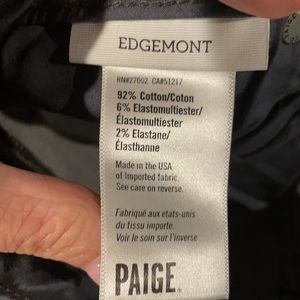 EDGEMONT
RN#27002 CA#51217
92% Cotton/Coton
6% Elastomultiester/
Élastomultiester
2% Elastane/
Élasthanne
Made in the USA
of Imported fabric.
See care on reverse.
Fabriqué aux etats-unis
du tissu importe.
Voir le soin sur l'inverse
PAIGE